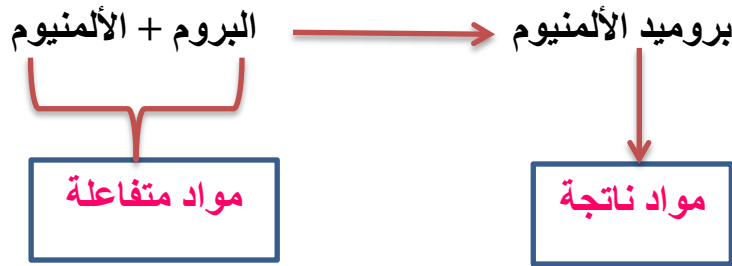 البروم + الألمنيوم
بروميد الألمنيوم
مواد متفاعلة
مواد ناتجة